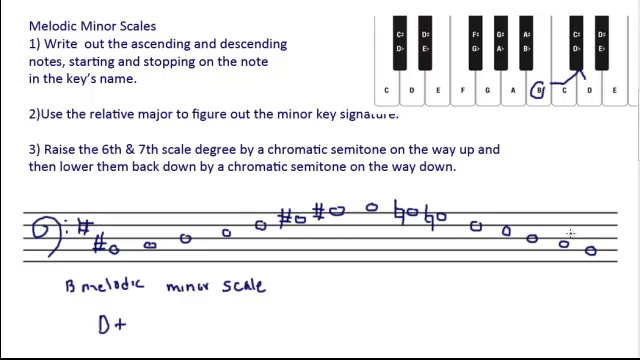 Melodic Minor Scales
1) Write out the ascending and descending
notes, starting and stopping on the note
in the key's name.
2)Use the relative major to figure out the minor key signature.
3) Raise the 6th & 7th scale degree by a chromatic semitone on the way up and
then lower them back down by a chromatic semitone on the way down.
C# D# F# G# A# C# D#
D♭ E♭ G♭ A♭ B♭ D♭ E♭
C D E F G A B C D E
B melodic minor scale
D+